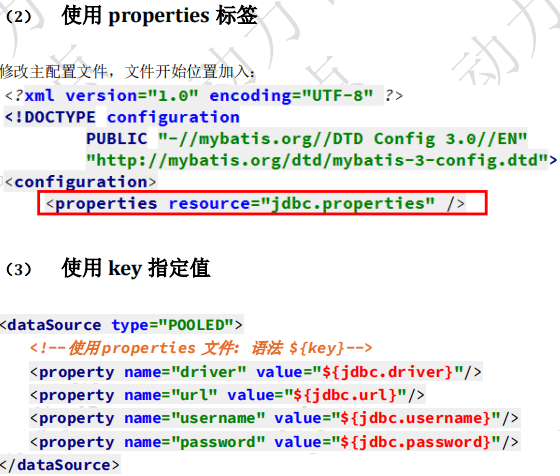 （2） 使用 properties 标签
修改主配置文件，文件开始位置加入：
<?xml version="1.0" encoding="UTF-8" ?>
<!DOCTYPE configuration
PUBLIC "-//mybatis.org//DTD Config 3.0//EN"
"http://mybatis.org/dtd/mybatis-3-config.dtd">
<configuration>
<properties resource="jdbc.properties" />
（3） 使用 key 指定值
<dataSource type="POOLED">
<!--使用properties 文件: 语法 ${key}-->
<property name="driver" value="${jdbc.driver}"/>
<property name="url" value="${jdbc.url}"/>
<property name="username" value="${jdbc.username}"/>
<property name="password" value="${jdbc.password}"/>
</dataSource>